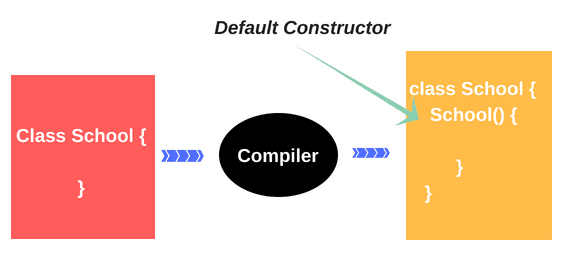 Default Constructor
Class School {
}
Compiler
class School {
School() {
}
}